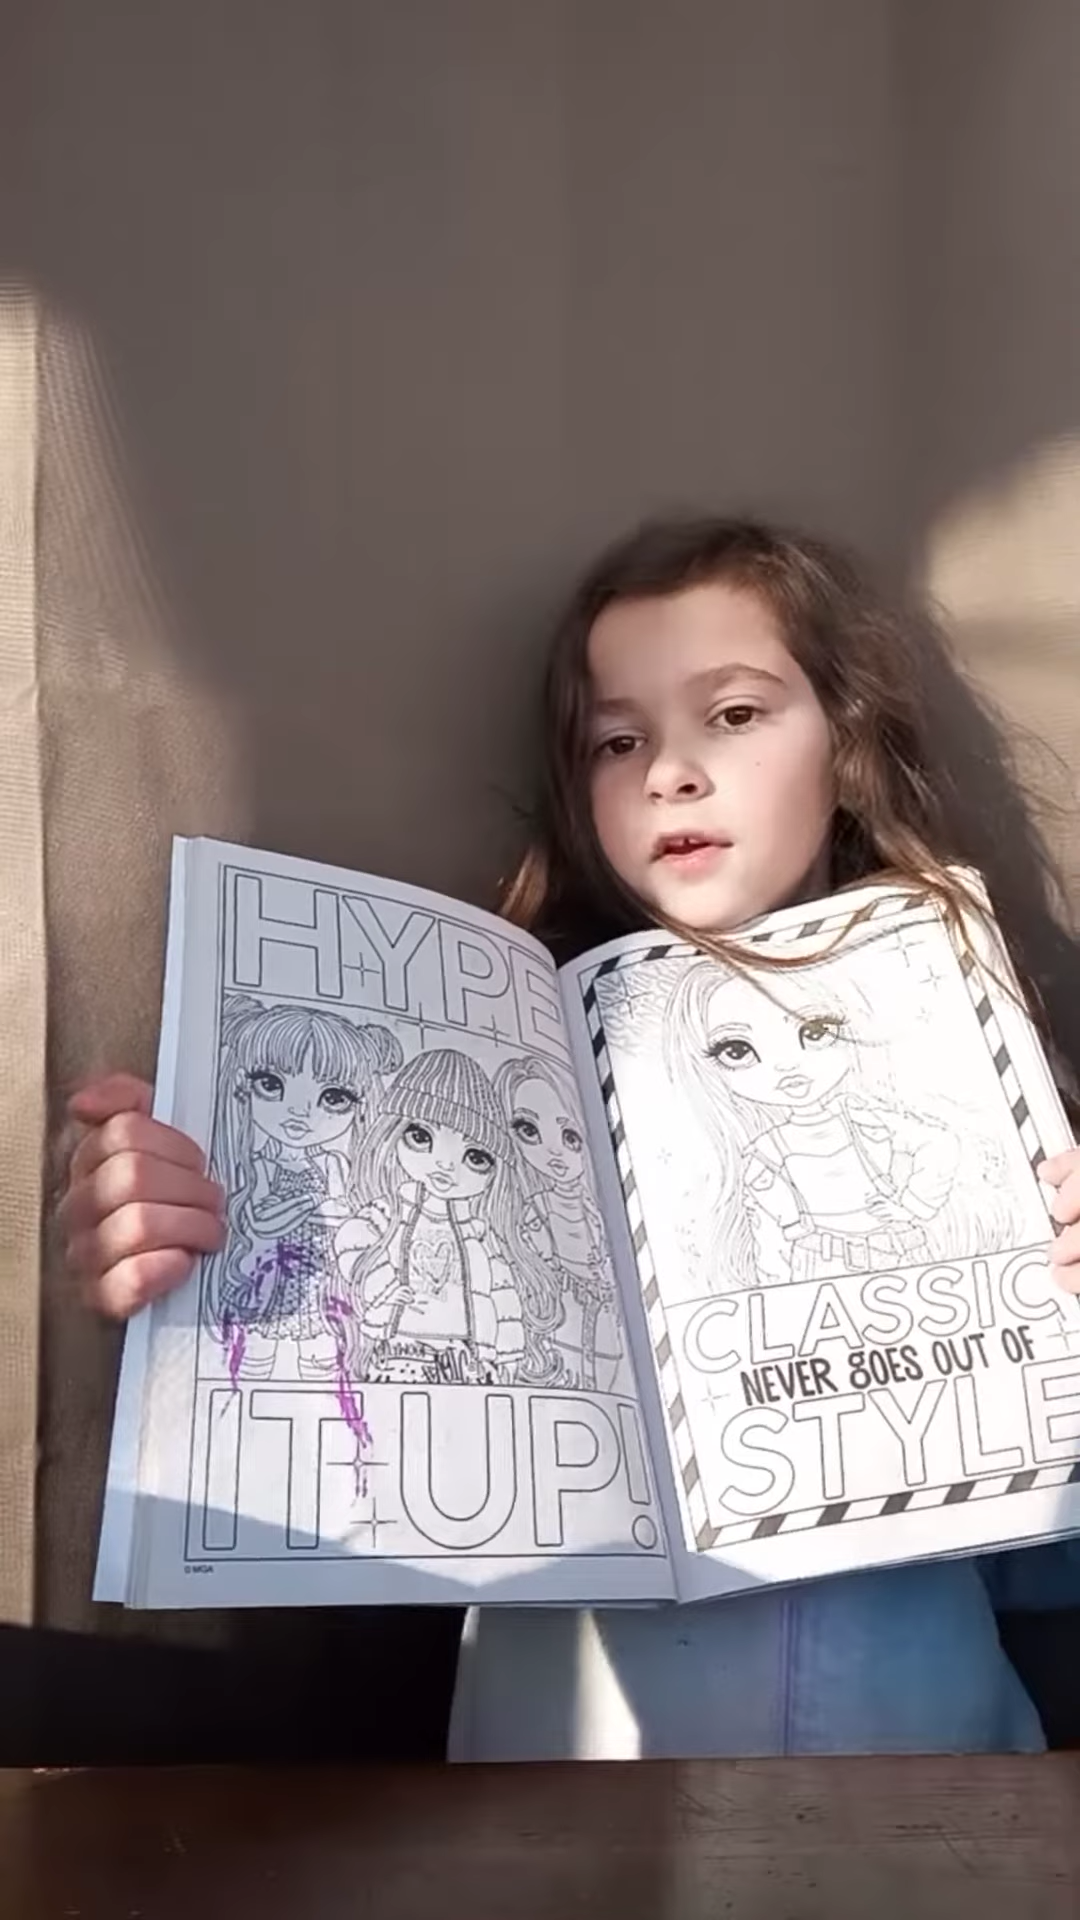 HYPE
IT UP!
© MGA
CLASSIC
NEVER GOES OUT OF
STYLE